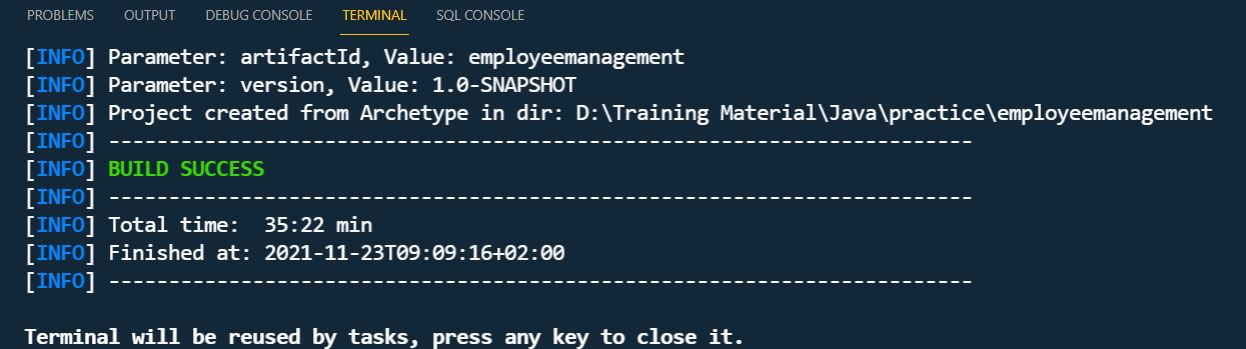 PROBLEMS OUTPUT DEBUG CONSOLE TERMINAL SQL CONSOLE
[INFO] Parameter: artifactId, Value: employeemanagement
[INFO] Parameter: version, Value: 1.0-SNAPSHOT
[INFO] Project created from Archetype in dir: D:\Training Material\Java\practice\employeemanagement
[INFO] ------------------------------------------------------------------------
[INFO] BUILD SUCCESS
[INFO] ------------------------------------------------------------------------
[INFO] Total time:  35:22 min
[INFO] Finished at: 2021-11-23T09:09:16+02:00
[INFO] ------------------------------------------------------------------------
Terminal will be reused by tasks, press any key to close it.